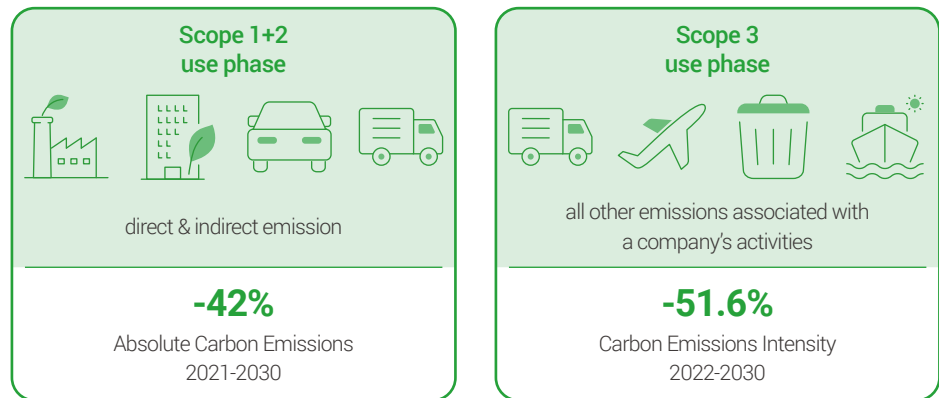 Scope 1+2
use phase
direct & indirect emission
-42%
Absolute Carbon Emissions
2021-2030
Scope 3
use phase
all other emissions associated with
a company's activities
-51.6%
Carbon Emissions Intensity
2022-2030